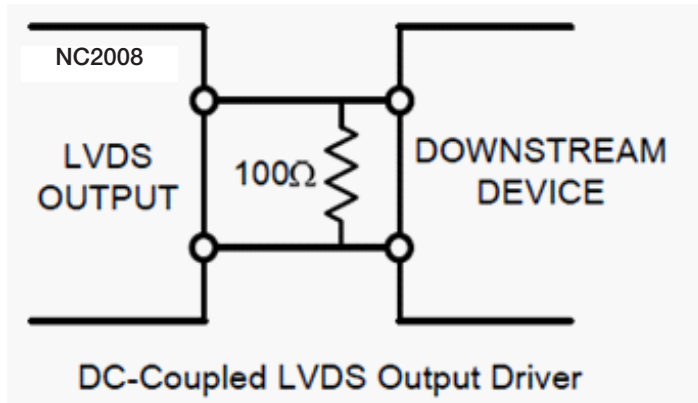 NC2008
LVDS
OUTPUT
100Ω
DOWNSTREAM
DEVICE
DC-Coupled LVDS Output Driver